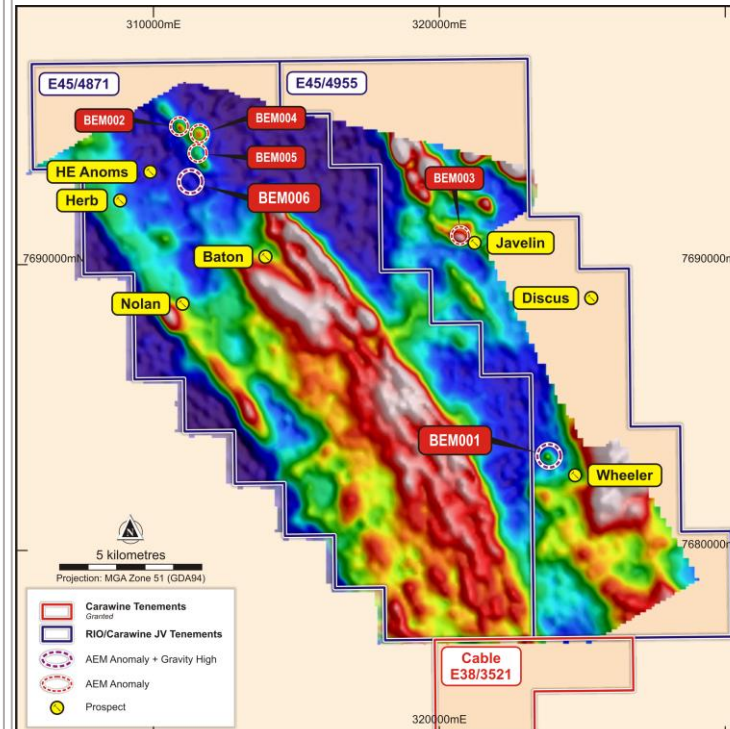 310000mE
320000mE
E45/4871
E45/4955
BEM002
BEM004
BEM005
HE Anoms
BEM003
BEM006
Herb
Javelin
Baton
7690000mN
7690000m
Discus
Nolan
BEM001
Wheeler
N
5 kilometres
7680000m
Projection: MGA Zone 51 (GDA94)
Carawine Tenements
Granted
RIO/Carawine JV Tenements
AEM Anomaly + Gravity High
AEM Anomaly
Prospect
Cable
E38/3521
320000mE